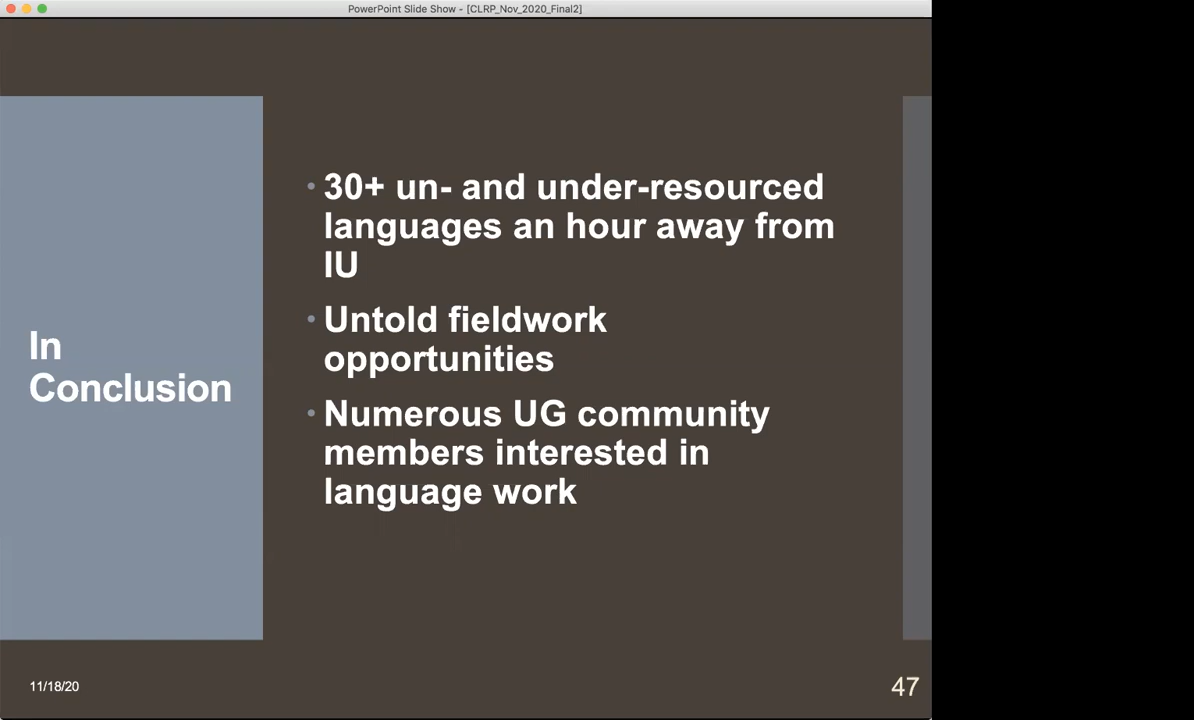 PowerPoint Slide Show - [CLRP_Nov_2020_Final2]
In
Conclusion
• 30+ un- and under-resourced
languages an hour away from
IU
• Untold fieldwork
opportunities
• Numerous UG community
members interested in
language work
11/18/20
47